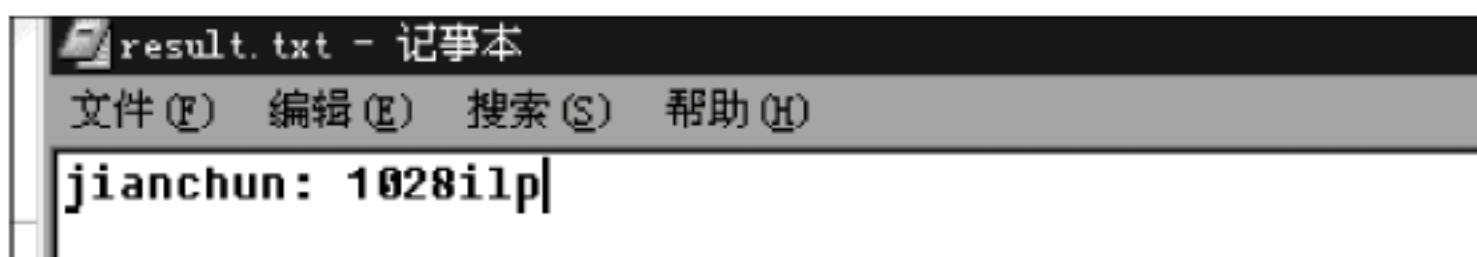 result.txt - 记事本
文件(F) 编辑(E) 搜索(S) 帮助(H)
jianchun: 1028ilp